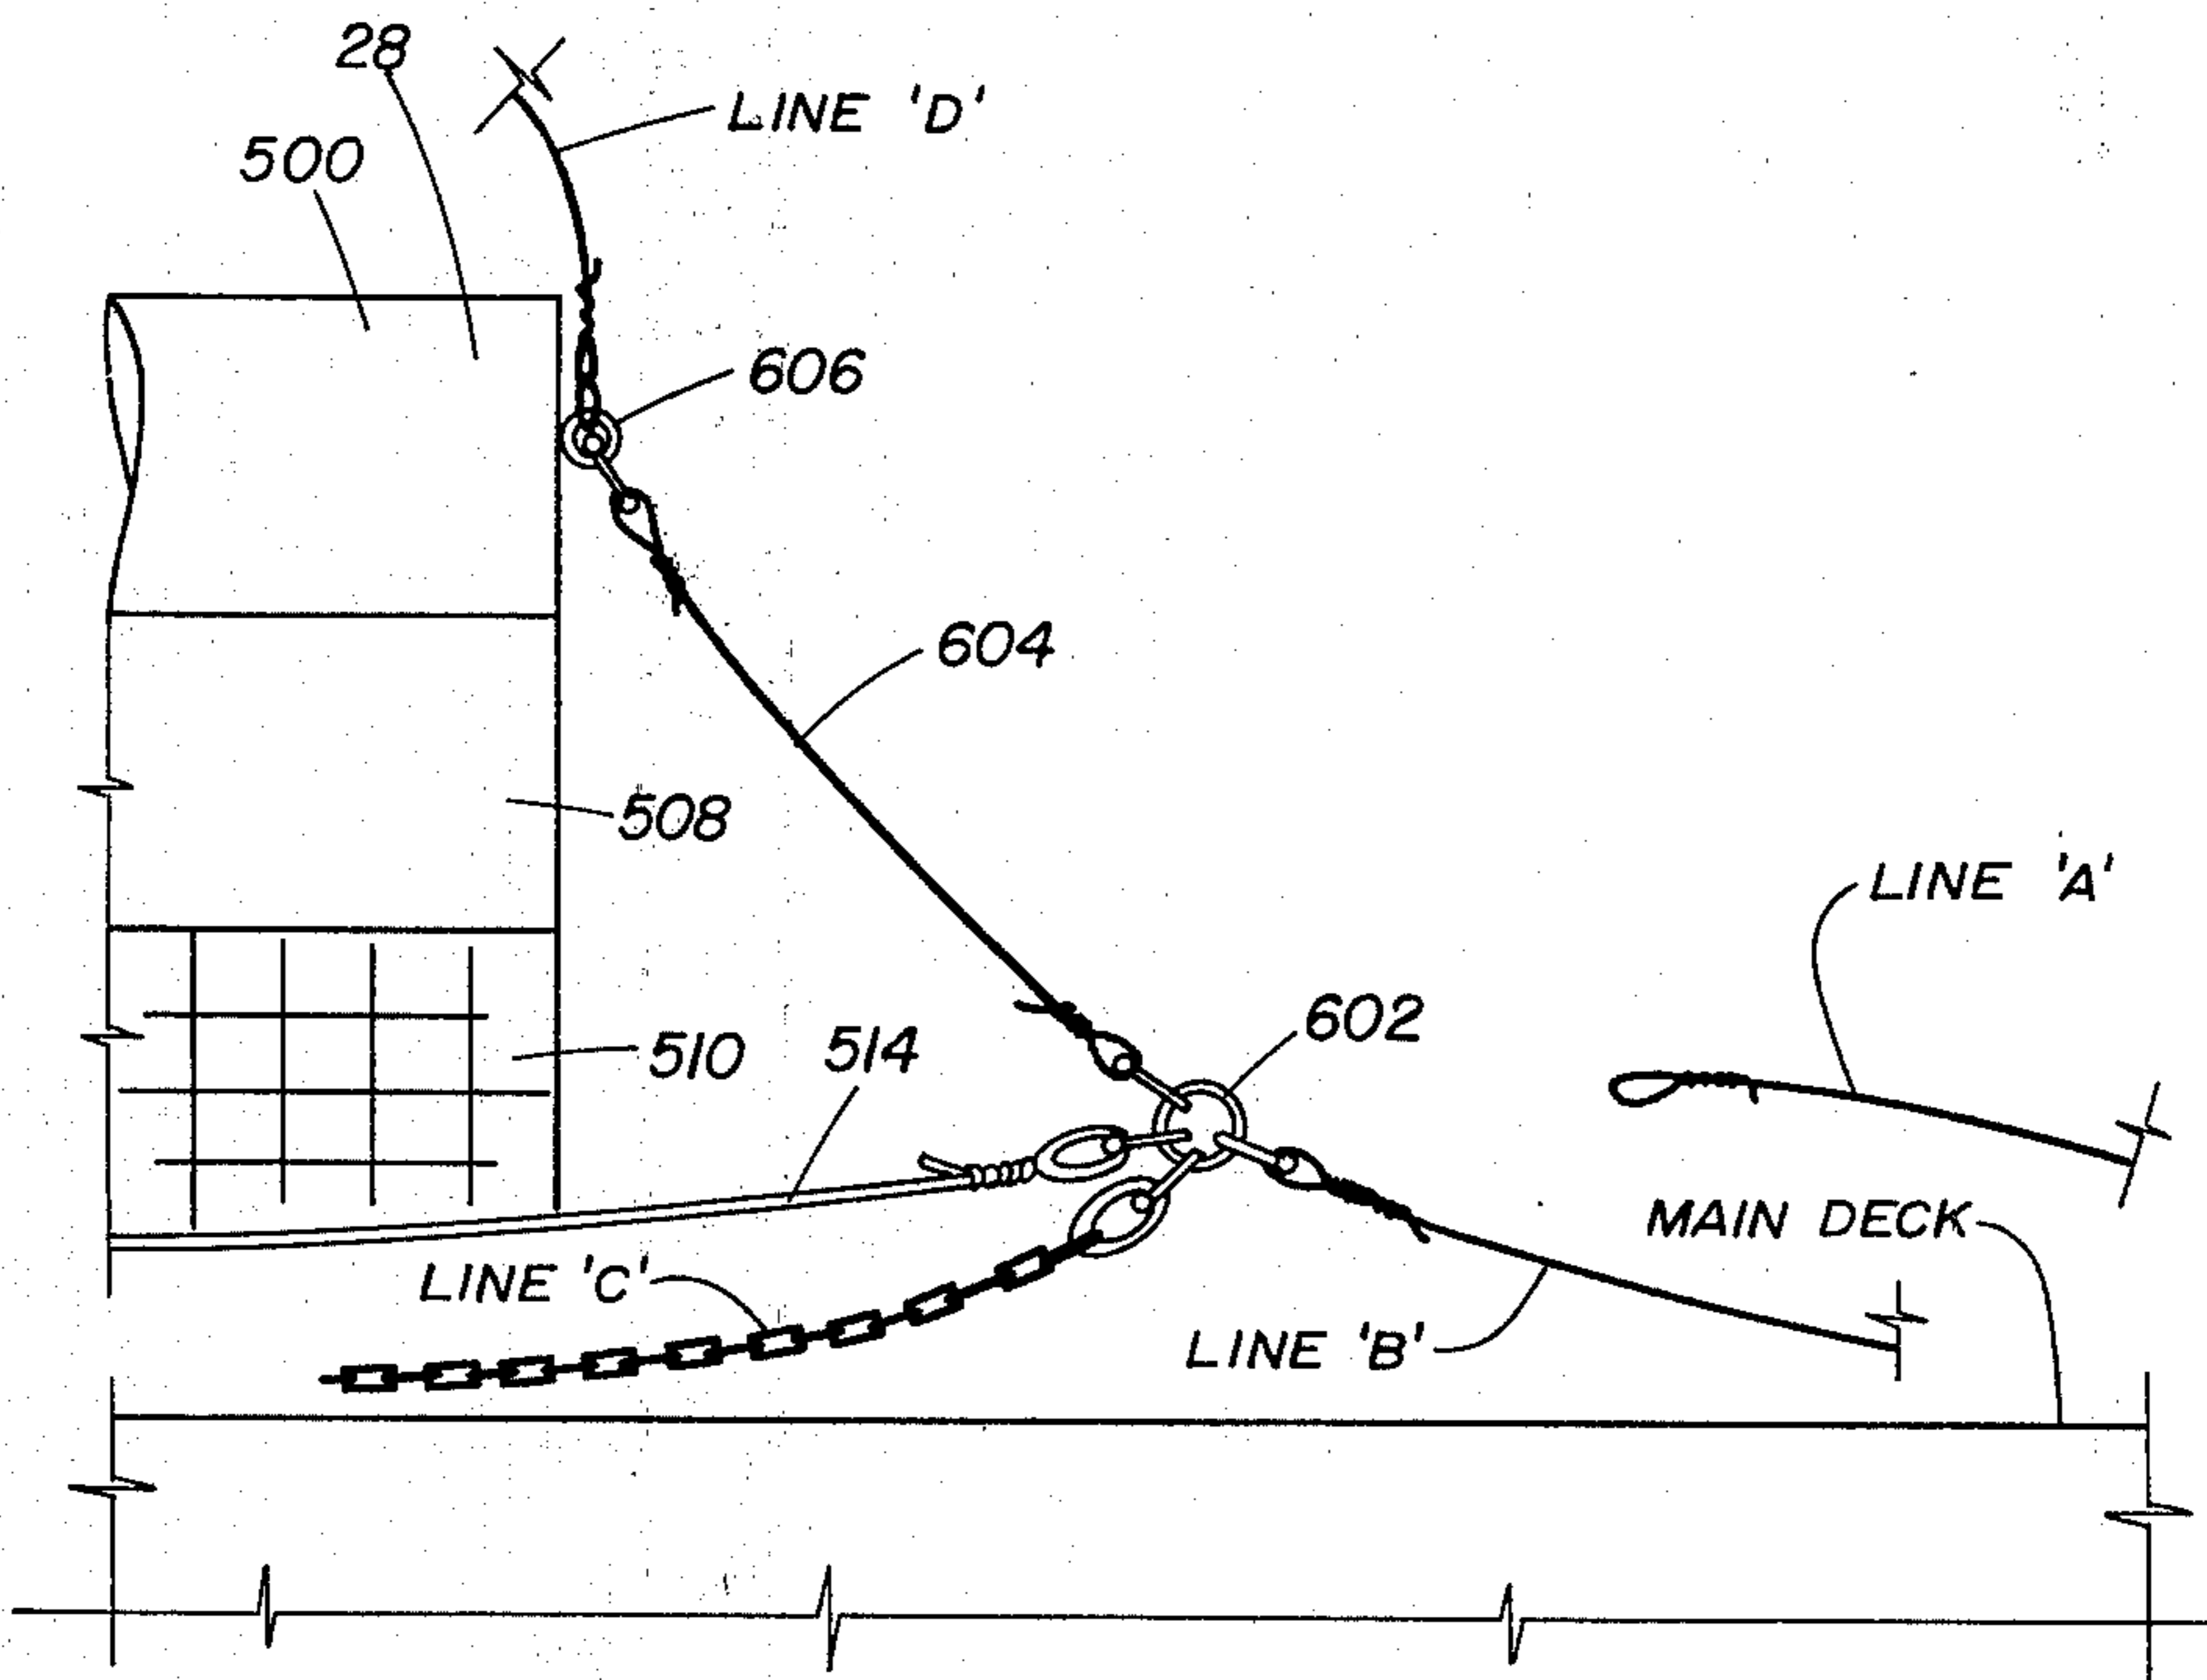 28
LINE 'D'
500
606
604
508
LINE 'A'
602
510
514
MAIN DECK
LINE 'C'
LINE 'B'